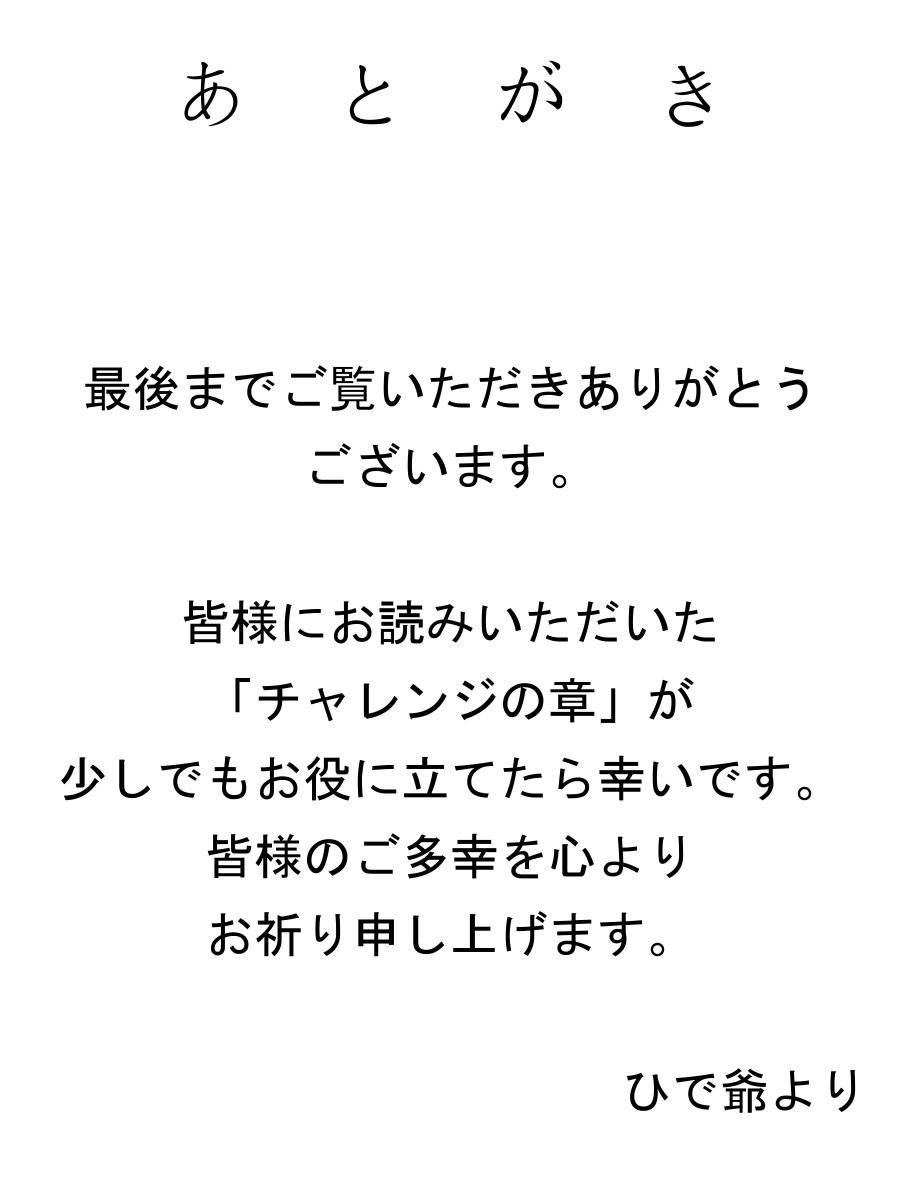 あとがき
最後までご覧いただきありがとう
ございます。
皆様にお読みいただいた
「チャレンジの章」が
少しでもお役に立てたら幸いです。
皆様のご多幸を心より
お祈り申し上げます。
ひで爺より